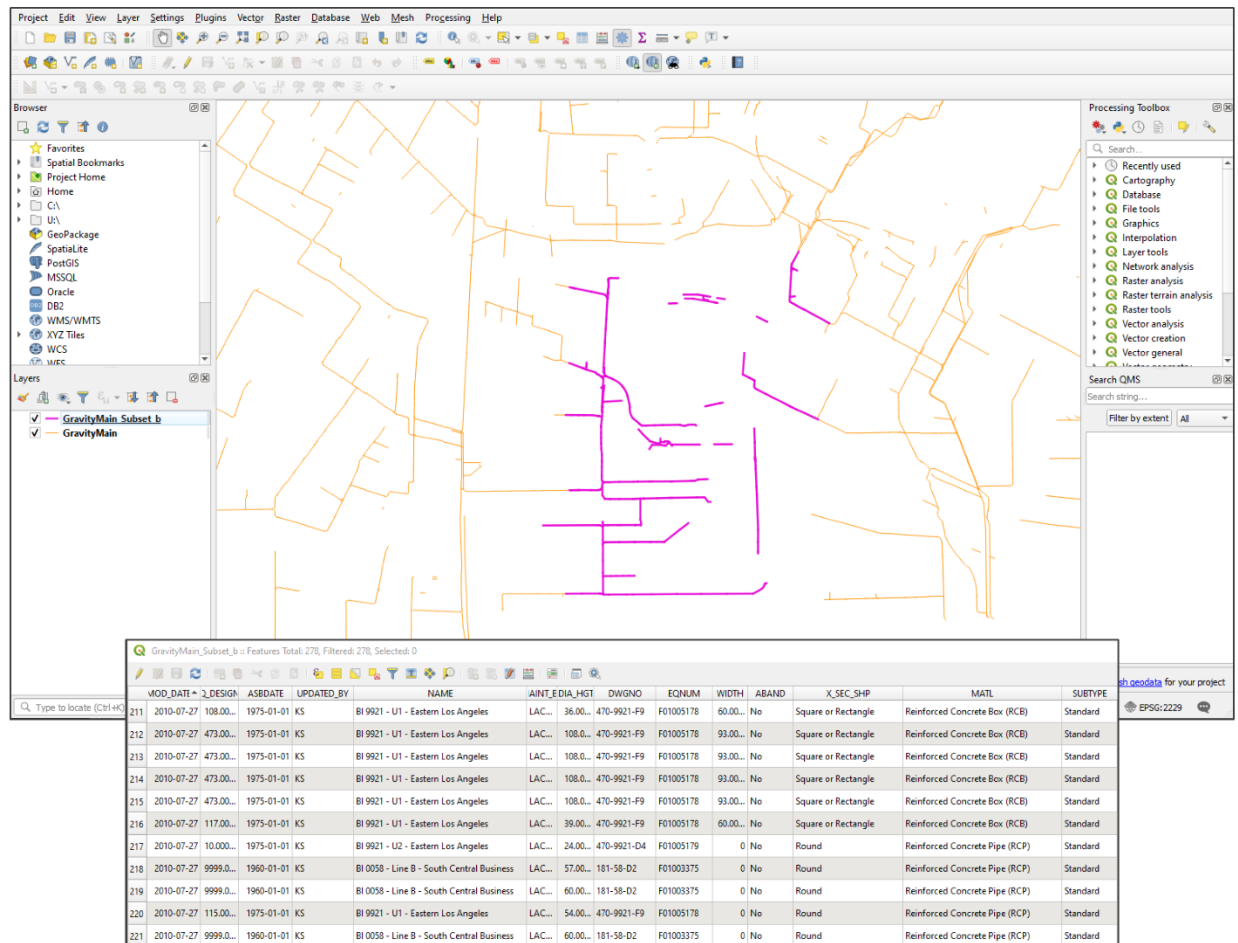 Project Edit View Layer Settings Plugins Vector Raster Database Web Mesh Processing Help
Browser
Favorites
Spatial Bookmarks
Project Home
Home
C:\
U:\
GeoPackage
SpatiaLite
PostGIS
MSSQL
Oracle
DB2
WMS/WMTS
XYZ Tiles
WCS
WFS
Layers
GravityMain_Subset_b
GravityMain
Type to locate (Ctrl+K)
Processing Toolbox
Search...
Recently used
Cartography
Database
File tools
Graphics
Interpolation
Layer tools
Network analysis
Raster analysis
Raster terrain analysis
Raster tools
Vector analysis
Vector creation
Vector general
Vector geometry
Search QMS
Search string...
Filter by extent All
sh geodata for your project
EPSG:2229
GravityMain_Subset_b :: Features Total: 278, Filtered: 278, Selected: 0
MOD_DATE Q_DESIGN ASBDATE UPDATED_BY NAME AINT_E DIA_HGT DWGNO EQNUM WIDTH ABAND X_SEC_SHP MATL SUBTYPE
211 2010-07-27 108.00... 1975-01-01 KS BI 9921 - U1 - Eastern Los Angeles LAC... 36.00... 470-9921-F9 F01005178 60.00... No Square or Rectangle Reinforced Concrete Box (RCB) Standard
212 2010-07-27 473.00... 1975-01-01 KS BI 9921 - U1 - Eastern Los Angeles LAC... 108.0... 470-9921-F9 F01005178 93.00... No Square or Rectangle Reinforced Concrete Box (RCB) Standard
213 2010-07-27 473.00... 1975-01-01 KS BI 9921 - U1 - Eastern Los Angeles LAC... 108.0... 470-9921-F9 F01005178 93.00... No Square or Rectangle Reinforced Concrete Box (RCB) Standard
214 2010-07-27 473.00... 1975-01-01 KS BI 9921 - U1 - Eastern Los Angeles LAC... 108.0... 470-9921-F9 F01005178 93.00... No Square or Rectangle Reinforced Concrete Box (RCB) Standard
215 2010-07-27 473.00... 1975-01-01 KS BI 9921 - U1 - Eastern Los Angeles LAC... 108.0... 470-9921-F9 F01005178 93.00... No Square or Rectangle Reinforced Concrete Box (RCB) Standard
216 2010-07-27 117.00... 1975-01-01 KS BI 9921 - U1 - Eastern Los Angeles LAC... 39.00... 470-9921-F9 F01005178 60.00... No Square or Rectangle Reinforced Concrete Box (RCB) Standard
217 2010-07-27 10.000... 1975-01-01 KS BI 9921 - U2 - Eastern Los Angeles LAC... 24.00... 470-9921-D4 F01005179 0 No Round Reinforced Concrete Pipe (RCP) Standard
218 2010-07-27 9999.0... 1960-01-01 KS BI 0058 - Line B - South Central Business LAC... 57.00... 181-58-D2 F01003375 0 No Round Reinforced Concrete Pipe (RCP) Standard
219 2010-07-27 9999.0... 1960-01-01 KS BI 0058 - Line B - South Central Business LAC... 60.00... 181-58-D2 F01003375 0 No Round Reinforced Concrete Pipe (RCP) Standard
220 2010-07-27 115.00... 1975-01-01 KS BI 9921 - U1 - Eastern Los Angeles LAC... 54.00... 470-9921-F9 F01005178 0 No Round Reinforced Concrete Pipe (RCP) Standard
221 2010-07-27 9999.0... 1960-01-01 KS BI 0058 - Line B - South Central Business LAC... 60.00... 181-58-D2 F01003375 0 No Round Reinforced Concrete Pipe (RCP) Standard